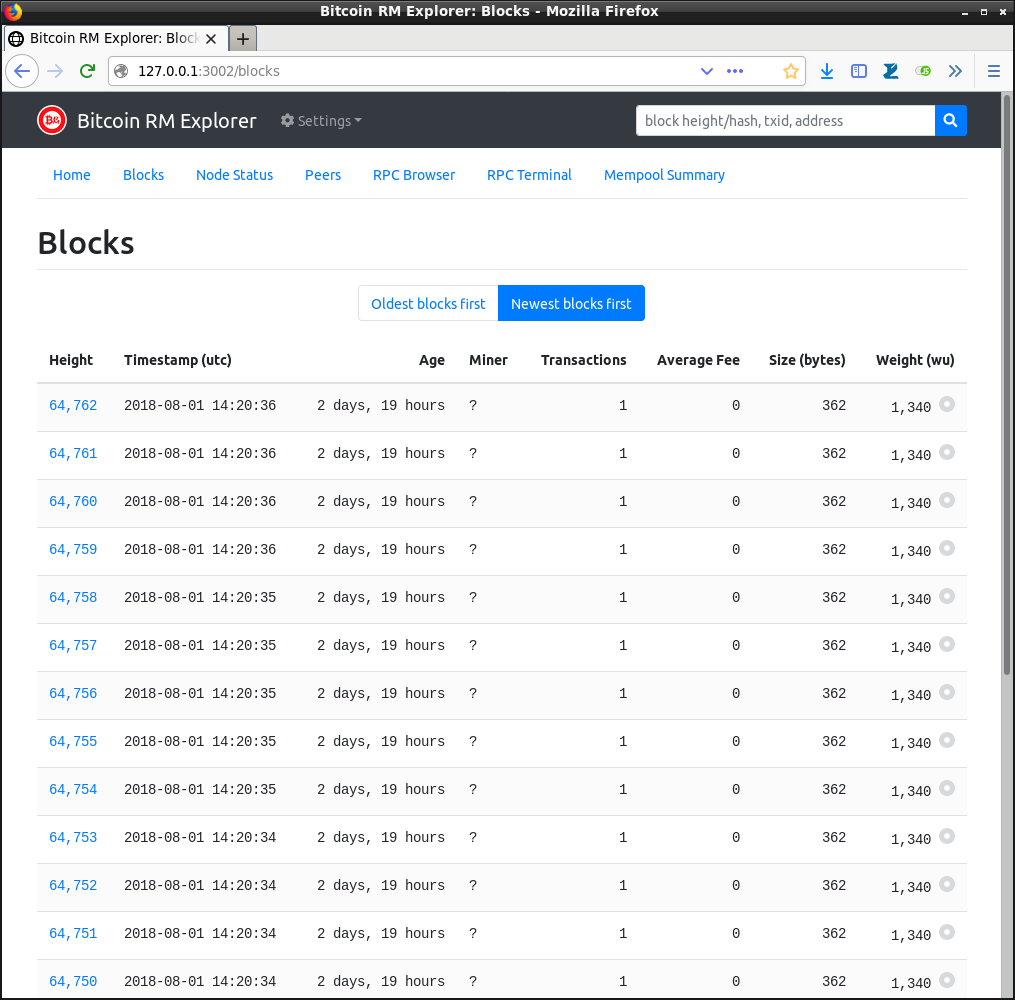 Bitcoin RM Explorer: Blocks - Mozilla Firefox
Bitcoin RM Explorer: Block
127.0.0.1:3002/blocks
Bitcoin RM Explorer Settings block height/hash, txid, address
Home Blocks Node Status Peers RPC Browser RPC Terminal Mempool Summary
Blocks
Oldest blocks first Newest blocks first
Height Timestamp (utc) Age Miner Transactions Average Fee Size (bytes) Weight (wu)
64,762 2018-08-01 14:20:36 2 days, 19 hours ? 1 0 362 1,340
64,761 2018-08-01 14:20:36 2 days, 19 hours ? 1 0 362 1,340
64,760 2018-08-01 14:20:36 2 days, 19 hours ? 1 0 362 1,340
64,759 2018-08-01 14:20:36 2 days, 19 hours ? 1 0 362 1,340
64,758 2018-08-01 14:20:35 2 days, 19 hours ? 1 0 362 1,340
64,757 2018-08-01 14:20:35 2 days, 19 hours ? 1 0 362 1,340
64,756 2018-08-01 14:20:35 2 days, 19 hours ? 1 0 362 1,340
64,755 2018-08-01 14:20:35 2 days, 19 hours ? 1 0 362 1,340
64,754 2018-08-01 14:20:35 2 days, 19 hours ? 1 0 362 1,340
64,753 2018-08-01 14:20:34 2 days, 19 hours ? 1 0 362 1,340
64,752 2018-08-01 14:20:34 2 days, 19 hours ? 1 0 362 1,340
64,751 2018-08-01 14:20:34 2 days, 19 hours ? 1 0 362 1,340
64,750 2018-08-01 14:20:34 2 days, 19 hours ? 1 0 362 1,340